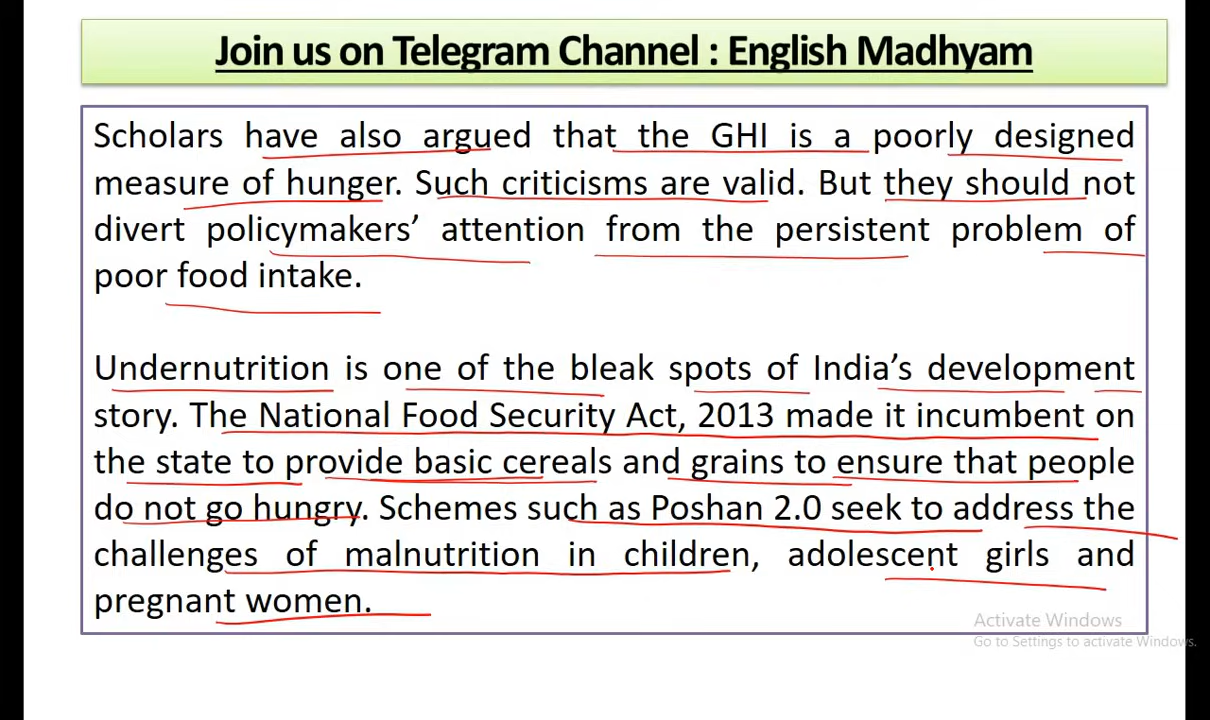 Join us on Telegram Channel : English Madhyam
Scholars have also argued that the GHI is a poorly designed
measure of hunger. Such criticisms are valid. But they should not
divert policymakers’ attention from the persistent problem of
poor food intake.
Undernutrition is one of the bleak spots of India’s development
story. The National Food Security Act, 2013 made it incumbent on
the state to provide basic cereals and grains to ensure that people
do not go hungry. Schemes such as Poshan 2.0 seek to address the
challenges of malnutrition in children, adolescent girls and
pregnant women.
Activate Windows
Go to Settings to activate Windows.